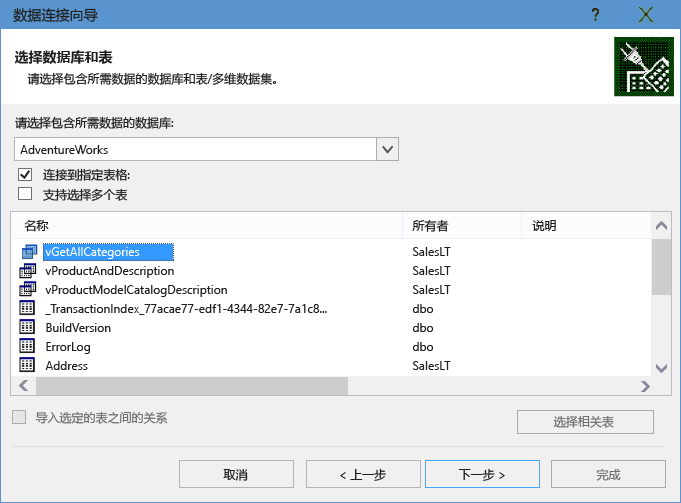 数据连接向导 ?
选择数据库和表
请选择包含所需数据的数据库和表/多维数据集。
请选择包含所需数据的数据库:
AdventureWorks
连接到指定表格:
支持选择多个表
名称 所有者 说明
vGetAllCategories SalesLT
vProductAndDescription SalesLT
vProductModelCatalogDescription SalesLT
_TransactionIndex_77acae77-edf1-4344-82e7-7a1c8... dbo
BuildVersion dbo
ErrorLog dbo
Address SalesLT
导入选定的表之间的关系 选择相关表
取消 < 上一步 下一步 > 完成